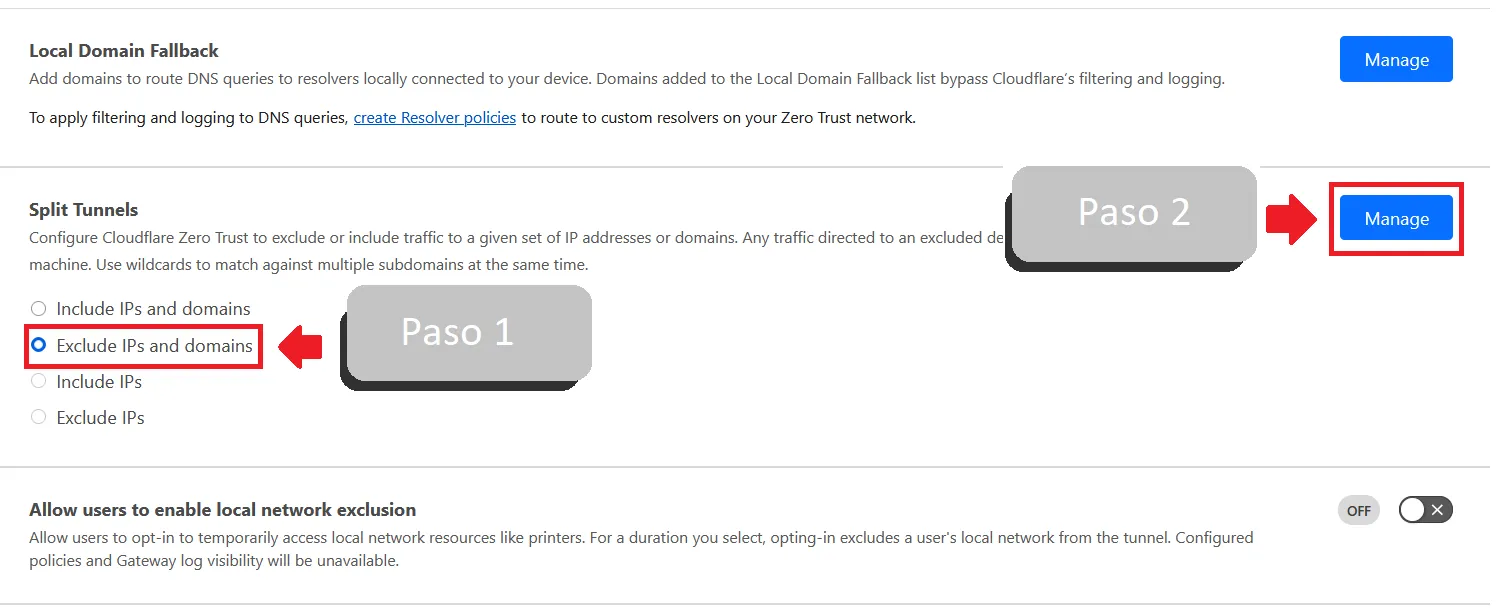 Local Domain Fallback
Manage
Add domains to route DNS queries to resolvers locally connected to your device. Domains added to the Local Domain Fallback list bypass Cloudflare’s filtering and logging.
To apply filtering and logging to DNS queries, create Resolver policies to route to custom resolvers on your Zero Trust network.
Split Tunnels
Paso 2
Manage
Configure Cloudflare Zero Trust to exclude or include traffic to a given set of IP addresses or domains. Any traffic directed to an excluded de
machine. Use wildcards to match against multiple subdomains at the same time.
Include IPs and domains
Exclude IPs and domains
Paso 1
Include IPs
Exclude IPs
Allow users to enable local network exclusion
OFF
Allow users to opt-in to temporarily access local network resources like printers. For a duration you select, opting-in excludes a user's local network from the tunnel. Configured
policies and Gateway log visibility will be unavailable.